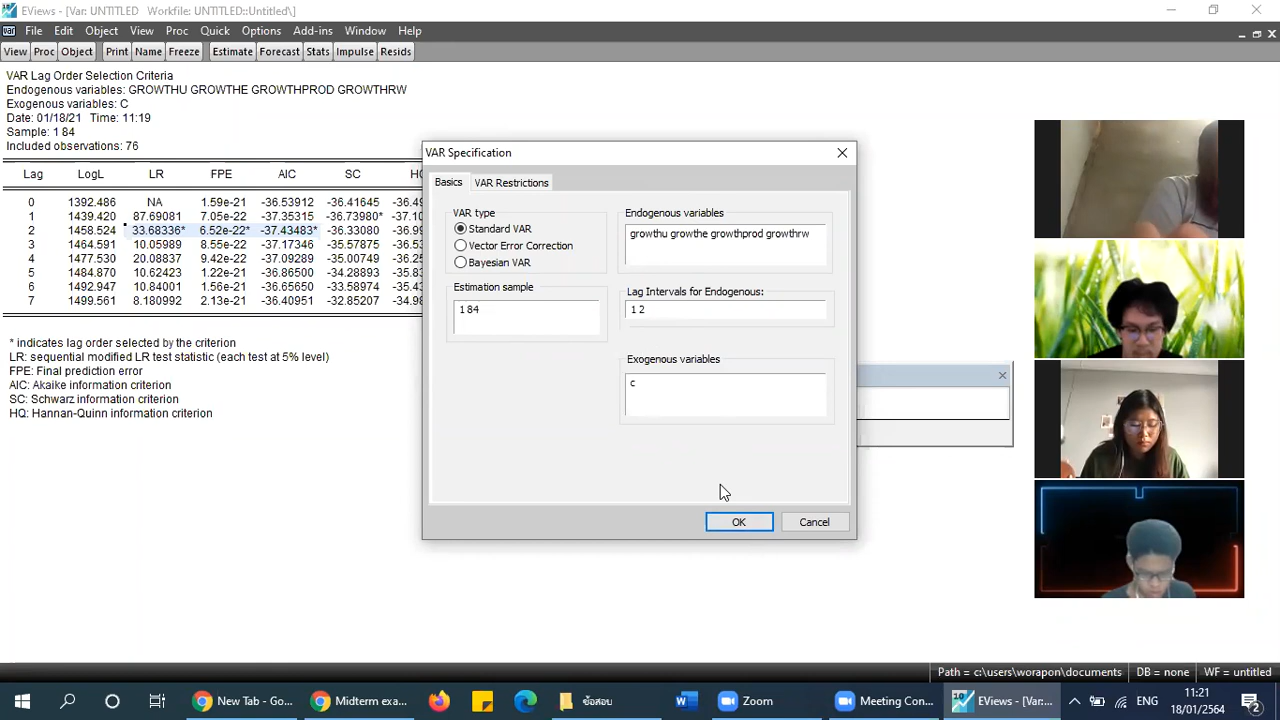 EViews - [Var: UNTITLED   Workfile: UNTITLED::Untitled\]
File Edit Object View Proc Quick Options Add-ins Window Help
View Proc Object Print Name Freeze Estimate Forecast Stats Impulse Resids
VAR Lag Order Selection Criteria
Endogenous variables: GROWTHU GROWTHE GROWTHPROD GROWTHRW
Exogenous variables: C
Date: 01/18/21   Time: 11:19
Sample: 1 84
Included observations: 76
Lag LogL LR FPE AIC SC
0 1392.486 NA 1.59e-21 -36.53912 -36.41645
1 1439.420 87.69081 7.05e-22 -37.35315 -36.73980*
2 1458.524 33.68336* 6.52e-22* -37.43483* -36.33080
3 1464.591 10.05989 8.55e-22 -37.17346 -35.57875
4 1477.530 20.08837 9.42e-22 -37.09289 -35.00749
5 1484.870 10.62423 1.22e-21 -36.86500 -34.28893
6 1492.947 10.84001 1.56e-21 -36.65650 -33.58974
7 1499.561 8.180992 2.13e-21 -36.40951 -32.85207
* indicates lag order selected by the criterion
LR: sequential modified LR test statistic (each test at 5% level)
FPE: Final prediction error
AIC: Akaike information criterion
SC: Schwarz information criterion
HQ: Hannan-Quinn information criterion
VAR Specification
Basics VAR Restrictions
VAR type
Standard VAR
Vector Error Correction
Bayesian VAR
Estimation sample
1 84
Endogenous variables
growthu growthe growthprod growthrw
Lag Intervals for Endogenous:
1 2
Exogenous variables
c
OK Cancel
Path = c:\users\worapon\documents DB = none WF = untitled
New Tab - Go... Midterm exa... ข้อสอบ Zoom Meeting Con... EViews - [Var:... ENG
11:21
18/01/2564
2